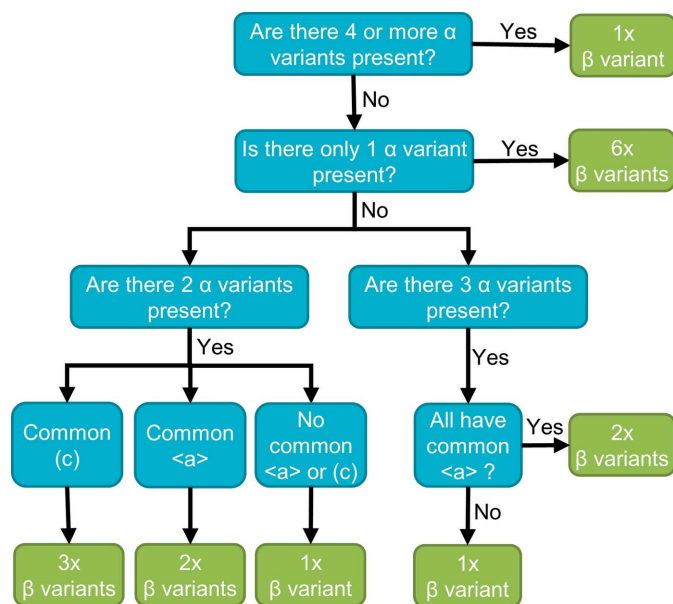 Are there 4 or more α
variants present?
Yes
1x
β variant
No
Is there only 1 α variant
present?
Yes
6x
β variants
No
Are there 2 α variants
present?
Are there 3 α variants
present?
Yes
Yes
Common
(c)
Common
<a>
No
common
<a> or (c)
All have
common
<a> ?
Yes
2x
β variants
No
3x
β variants
2x
β variants
1x
β variant
1x
β variant